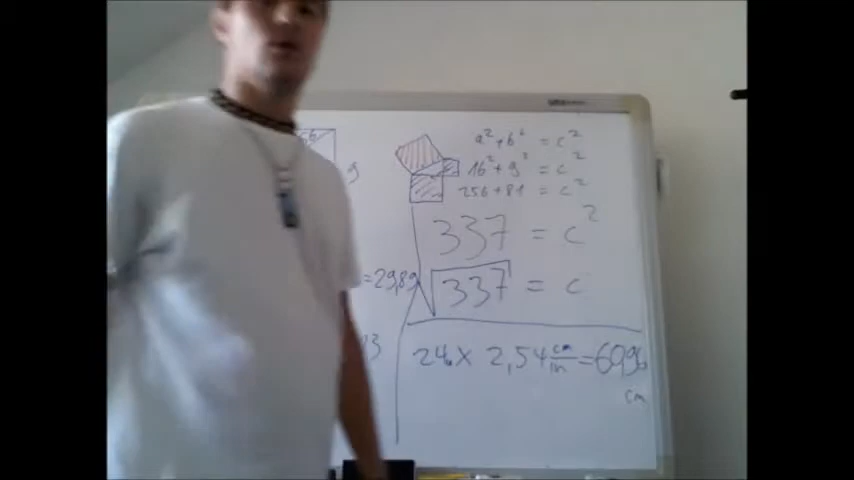 9
=29,89
a² + b² = c²
16² + 9² = c²
256 + 81 = c²
337 = c²
√337 = c
24 x 2,54 cm/in = 60,96
cm